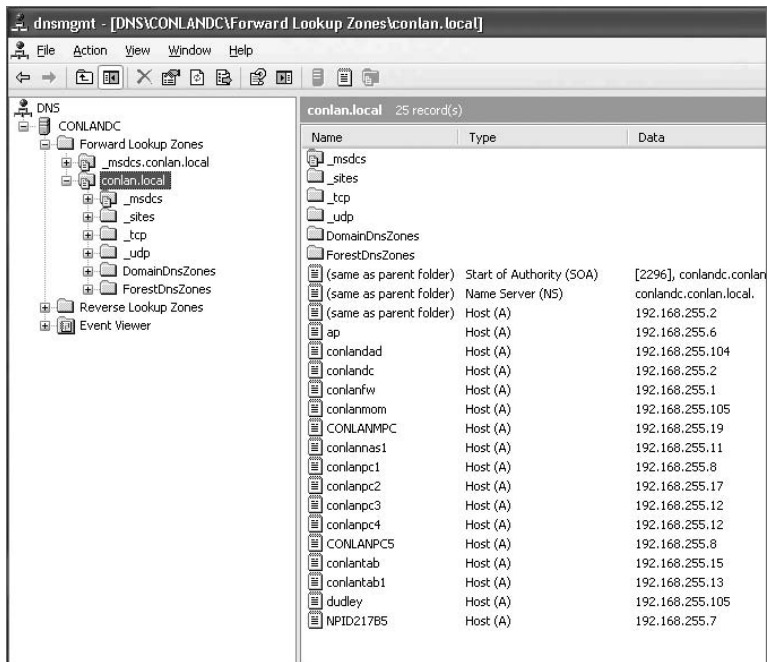 dnsmgmt - [DNS\CONLANDC\Forward Lookup Zones\conlan.local]
File Action View Window Help
DNS
CONLANDC
Forward Lookup Zones
_msdcs.conlan.local
conlan.local
_msdcs
_sites
_tcp
_udp
DomainDnsZones
ForestDnsZones
Reverse Lookup Zones
Event Viewer
conlan.local 25 record(s)
Name Type Data
_msdcs
_sites
_tcp
_udp
DomainDnsZones
ForestDnsZones
(same as parent folder) Start of Authority (SOA) [2296], conlandc.conlan
(same as parent folder) Name Server (NS) conlandc.conlan.local.
(same as parent folder) Host (A) 192.168.255.2
ap Host (A) 192.168.255.6
conlandad Host (A) 192.168.255.104
conlandc Host (A) 192.168.255.2
conlanfw Host (A) 192.168.255.1
conlanmom Host (A) 192.168.255.105
CONLANMPC Host (A) 192.168.255.19
conlannas1 Host (A) 192.168.255.11
conlanpc1 Host (A) 192.168.255.8
conlanpc2 Host (A) 192.168.255.17
conlanpc3 Host (A) 192.168.255.12
conlanpc4 Host (A) 192.168.255.12
CONLANPC5 Host (A) 192.168.255.8
conlantab Host (A) 192.168.255.15
conlantab1 Host (A) 192.168.255.13
dudley Host (A) 192.168.255.105
NPID217B5 Host (A) 192.168.255.7